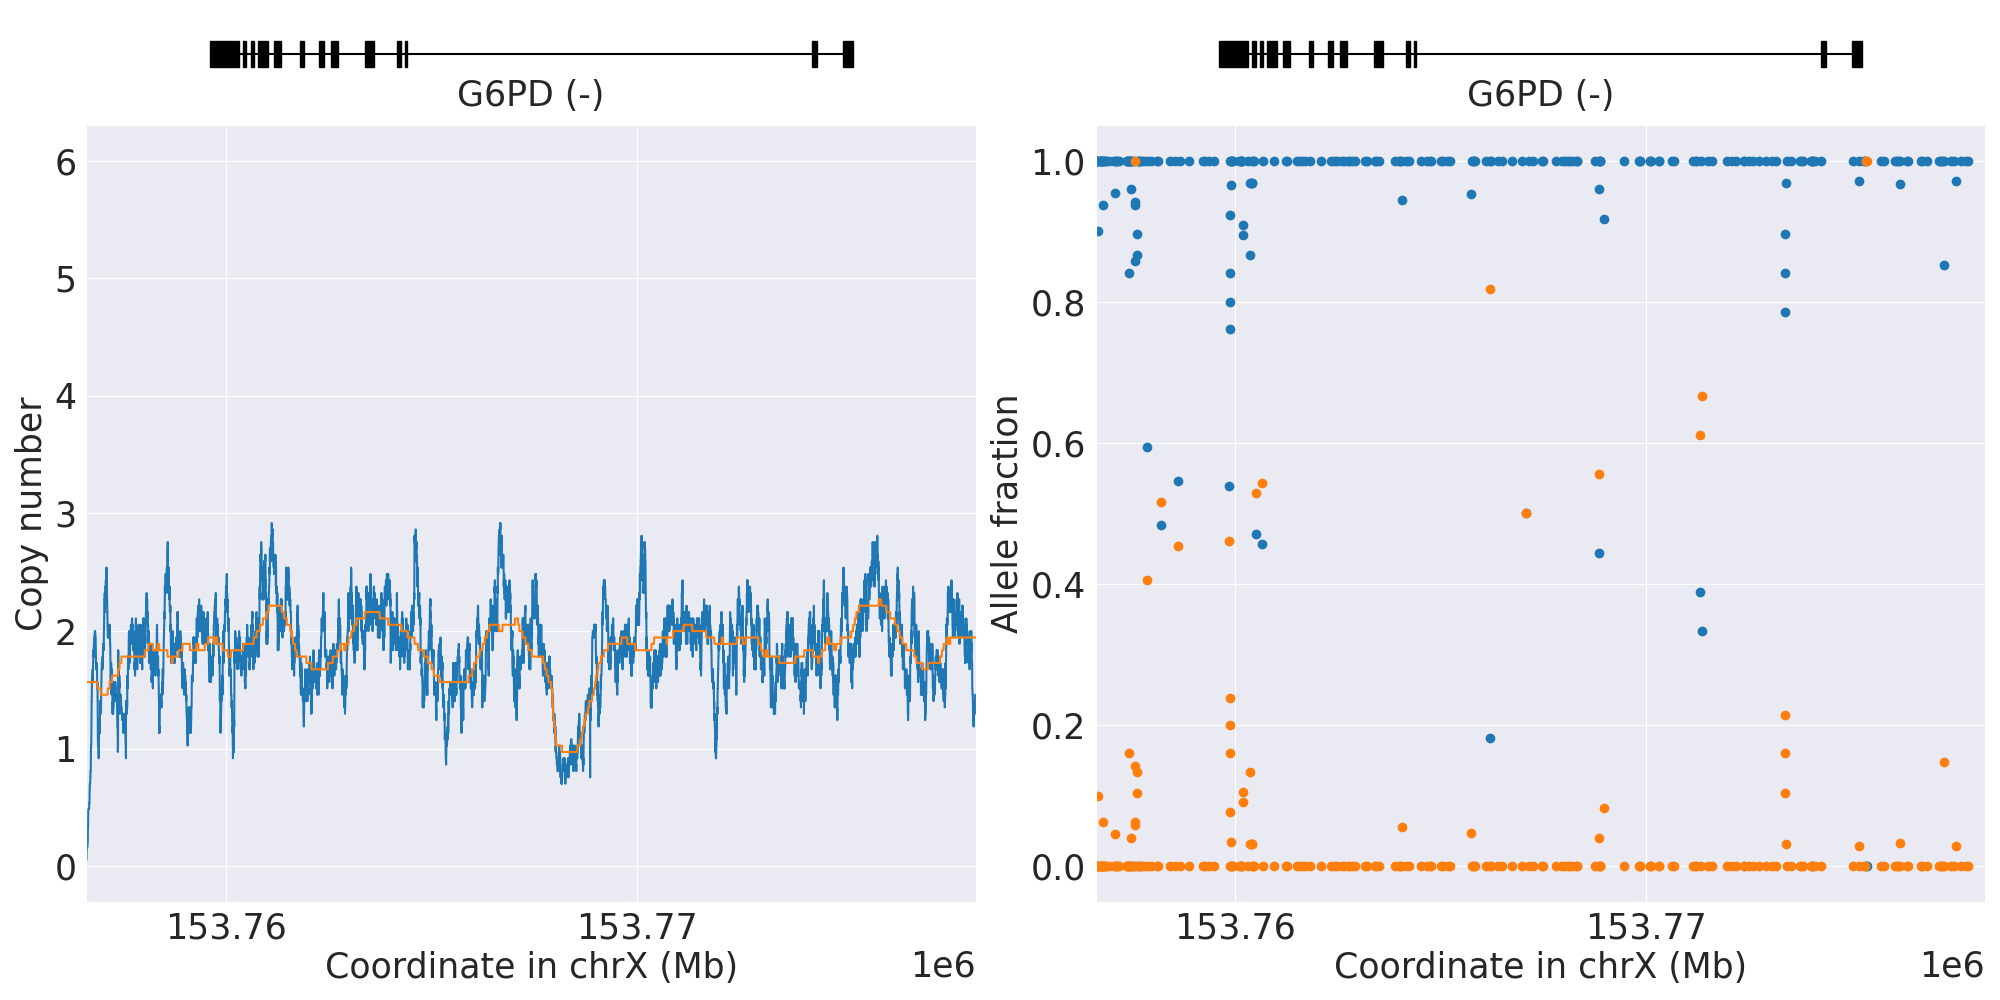 G6PD (-)
6
5
4
3
2
1
0
Copy number
153.76
153.77
Coordinate in chrX (Mb)
1e6
G6PD (-)
1.0
0.8
0.6
0.4
0.2
0.0
Allele fraction
153.76
153.77
Coordinate in chrX (Mb)
1e6